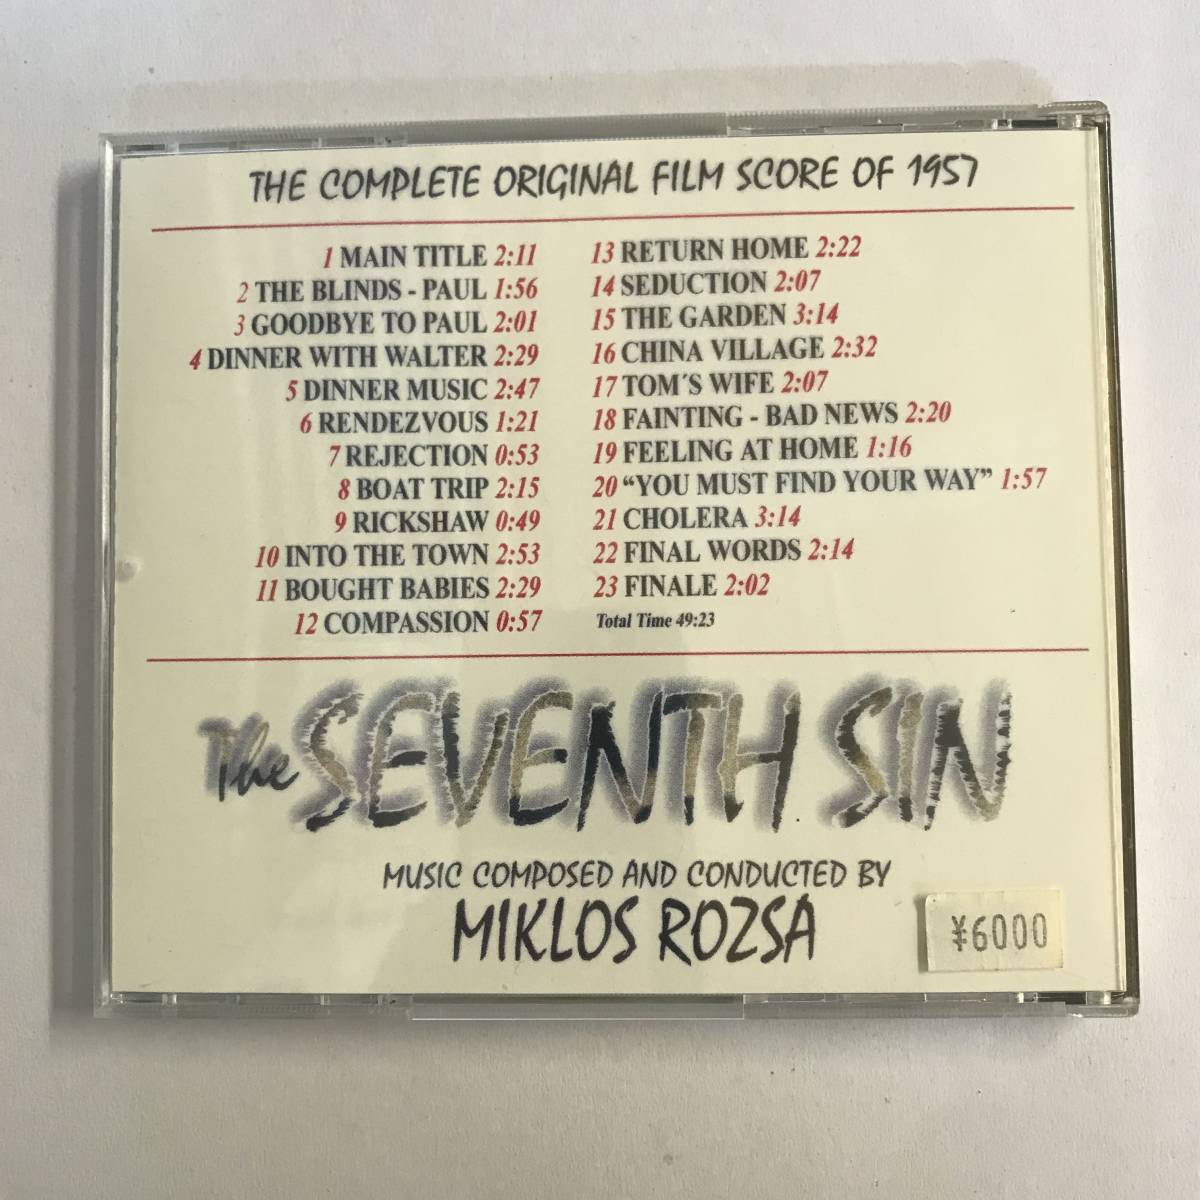 THE COMPLETE ORIGINAL FILM SCORE OF 1957
1 MAIN TITLE 2:11
2 THE BLINDS - PAUL 1:56
3 GOODBYE TO PAUL 2:01
4 DINNER WITH WALTER 2:29
5 DINNER MUSIC 2:47
6 RENDEZVOUS 1:21
7 REJECTION 0:53
8 BOAT TRIP 2:15
9 RICKSHAW 0:49
10 INTO THE TOWN 2:53
11 BOUGHT BABIES 2:29
12 COMPASSION 0:57
13 RETURN HOME 2:22
14 SEDUCTION 2:07
15 THE GARDEN 3:14
16 CHINA VILLAGE 2:32
17 TOM´S WIFE 2:07
18 FAINTING - BAD NEWS 2:20
19 FEELING AT HOME 1:16
20 “YOU MUST FIND YOUR WAY” 1:57
21 CHOLERA 3:14
22 FINAL WORDS 2:14
23 FINALE 2:02
Total Time 49:23
The SEVENTH SIN
MUSIC COMPOSED AND CONDUCTED BY
MIKLOS ROZSA
¥6000